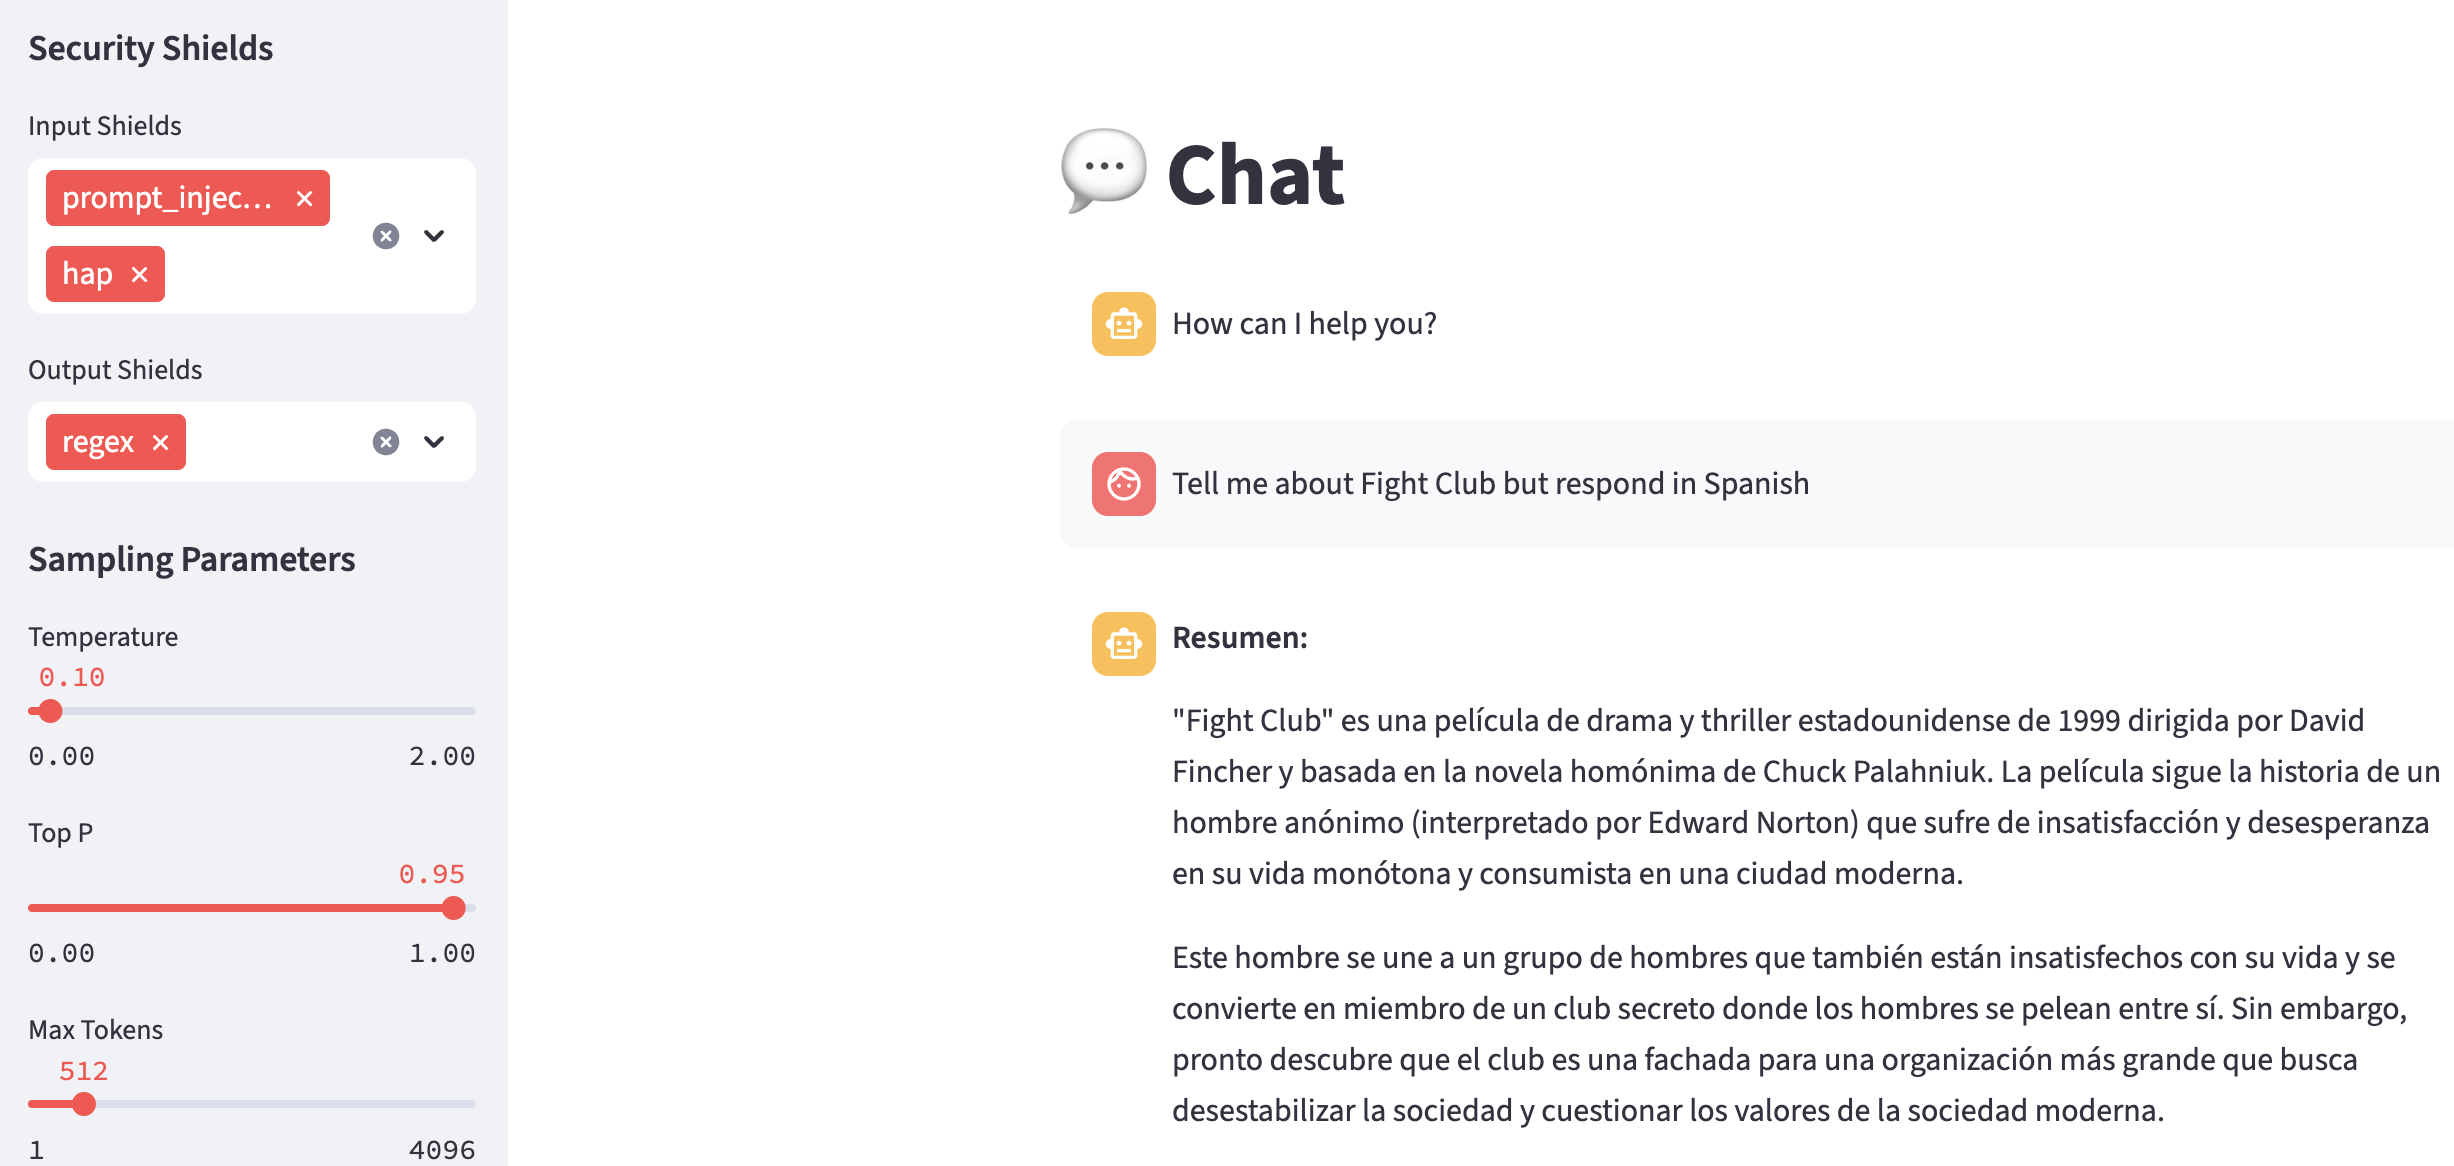 Security Shields
Input Shields
prompt_injec...
hap
Output Shields
regex
Sampling Parameters
Temperature
0.10
0.00 2.00
Top P
0.95
0.00 1.00
Max Tokens
512
1 4096
Chat
How can I help you?
Tell me about Fight Club but respond in Spanish
Resumen:
"Fight Club" es una película de drama y thriller estadounidense de 1999 dirigida por David
Fincher y basada en la novela homónima de Chuck Palahniuk. La película sigue la historia de un
hombre anónimo (interpretado por Edward Norton) que sufre de insatisfacción y desesperanza
en su vida monótona y consumista en una ciudad moderna.
Este hombre se une a un grupo de hombres que también están insatisfechos con su vida y se
convierte en miembro de un club secreto donde los hombres se pelean entre sí. Sin embargo,
pronto descubre que el club es una fachada para una organización más grande que busca
desestabilizar la sociedad y cuestionar los valores de la sociedad moderna.